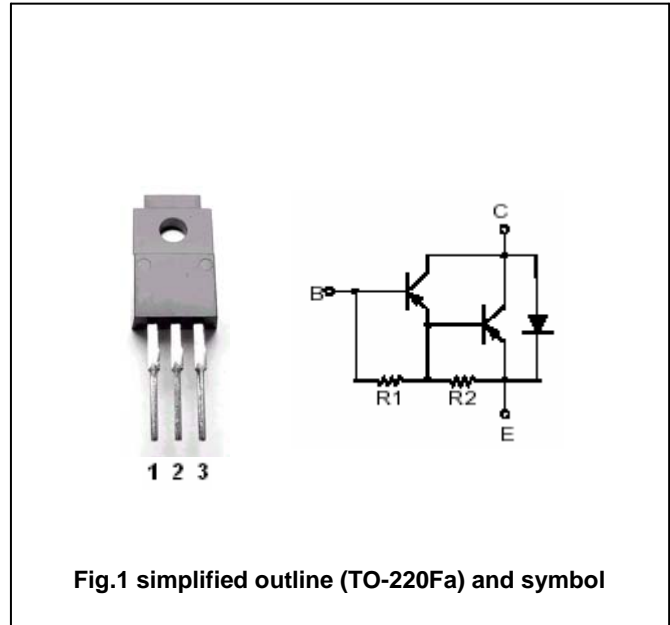 C
B
R1
R2
E
1 2 3
Fig.1 simplified outline (TO-220Fa) and symbol